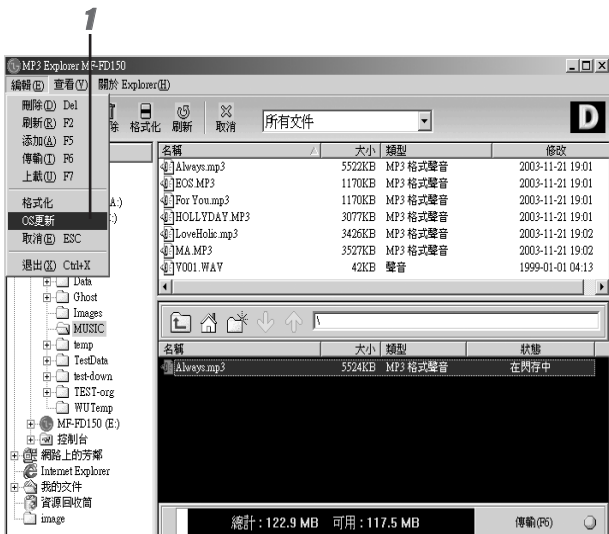 1
MP3 Explorer MF-FD150
編輯(E) 查看(V) 關於 Explorer(H)
刪除(D) Del
刷新(R) F2
添加(A) F5
傳輸(T) F6
上載(U) F7
格式化
OS更新
取消(E) ESC
退出(X) Ctrl+X
除 格式化 刷新 取消 所有文件 D
A:)
:)
名稱 大小 類型 修改
Always.mp3 5522KB MP3 格式聲音 2003-11-21 19:01
EOS.MP3 1170KB MP3 格式聲音 2003-11-21 19:01
For You.mp3 1170KB MP3 格式聲音 2003-11-21 19:01
HOLLYDAY.MP3 3077KB MP3 格式聲音 2003-11-21 19:01
LoveHolic.mp3 3426KB MP3 格式聲音 2003-11-21 19:02
MA.MP3 3527KB MP3 格式聲音 2003-11-21 19:02
V001.WAV 42KB 聲音 1999-01-01 04:13
Data
Ghost
Images
MUSIC
temp
TestData
test-down
TEST-org
WUTemp
MF-FD150 (E:)
控制台
網路上的芳鄰
Internet Explorer
我的文件
資源回收筒
image
\
名稱 大小 類型 狀態
Always.mp3 5524KB MP3 格式聲音 在閃存中
總計 : 122.9 MB 可用 : 117.5 MB 傳輸(F6)